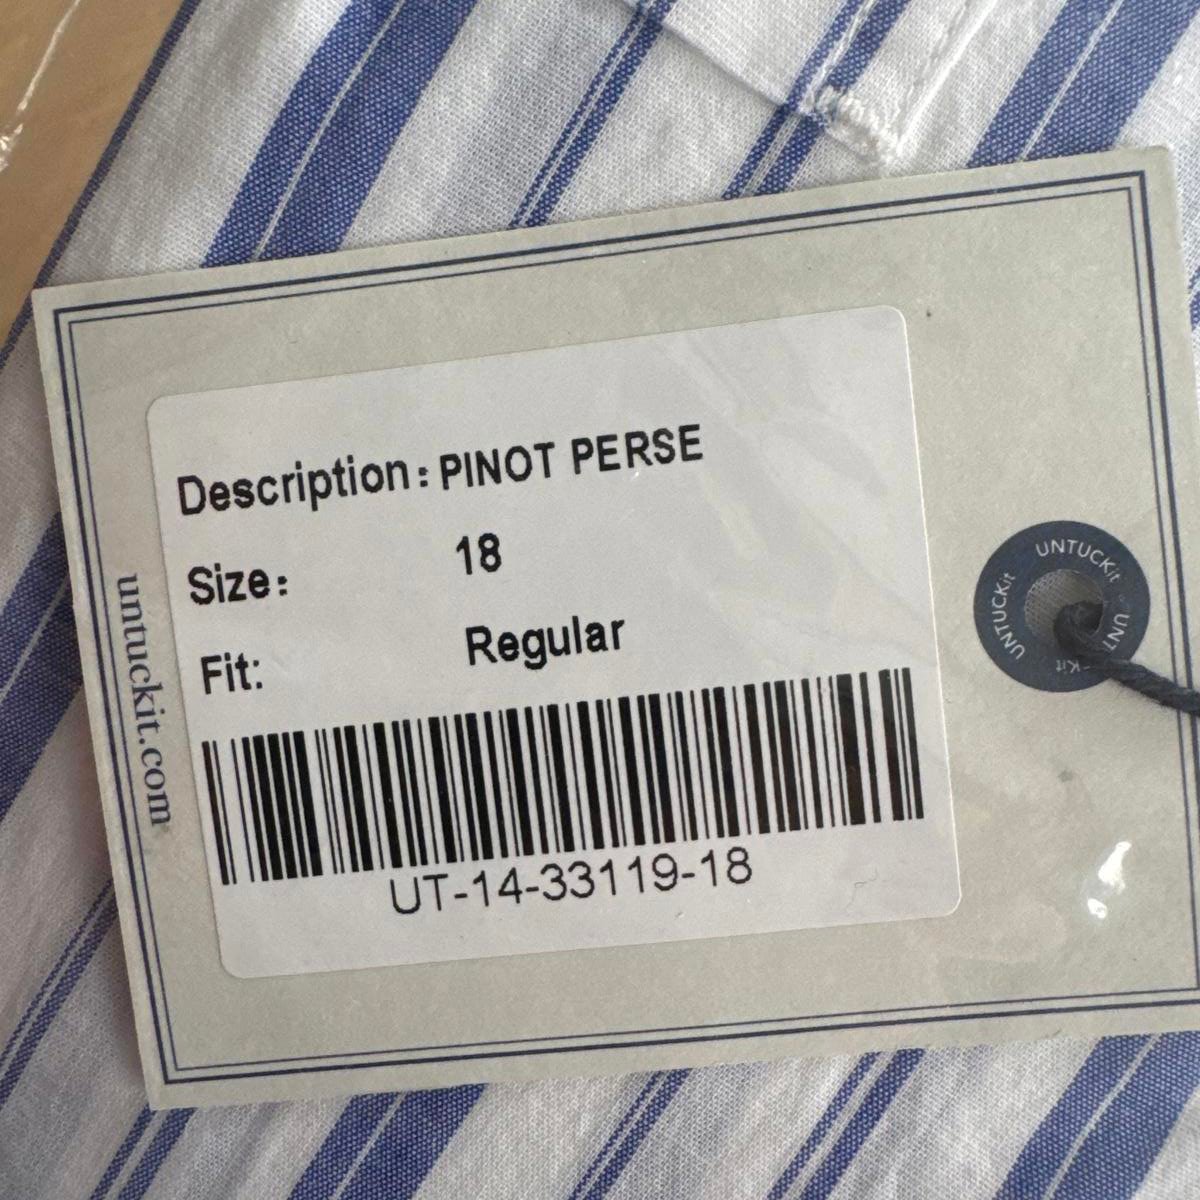 Description: PINOT PERSE
Size: 18
Fit: Regular
UT-14-33119-18
untuckit.com
UNTUCKit
UNTUCKit